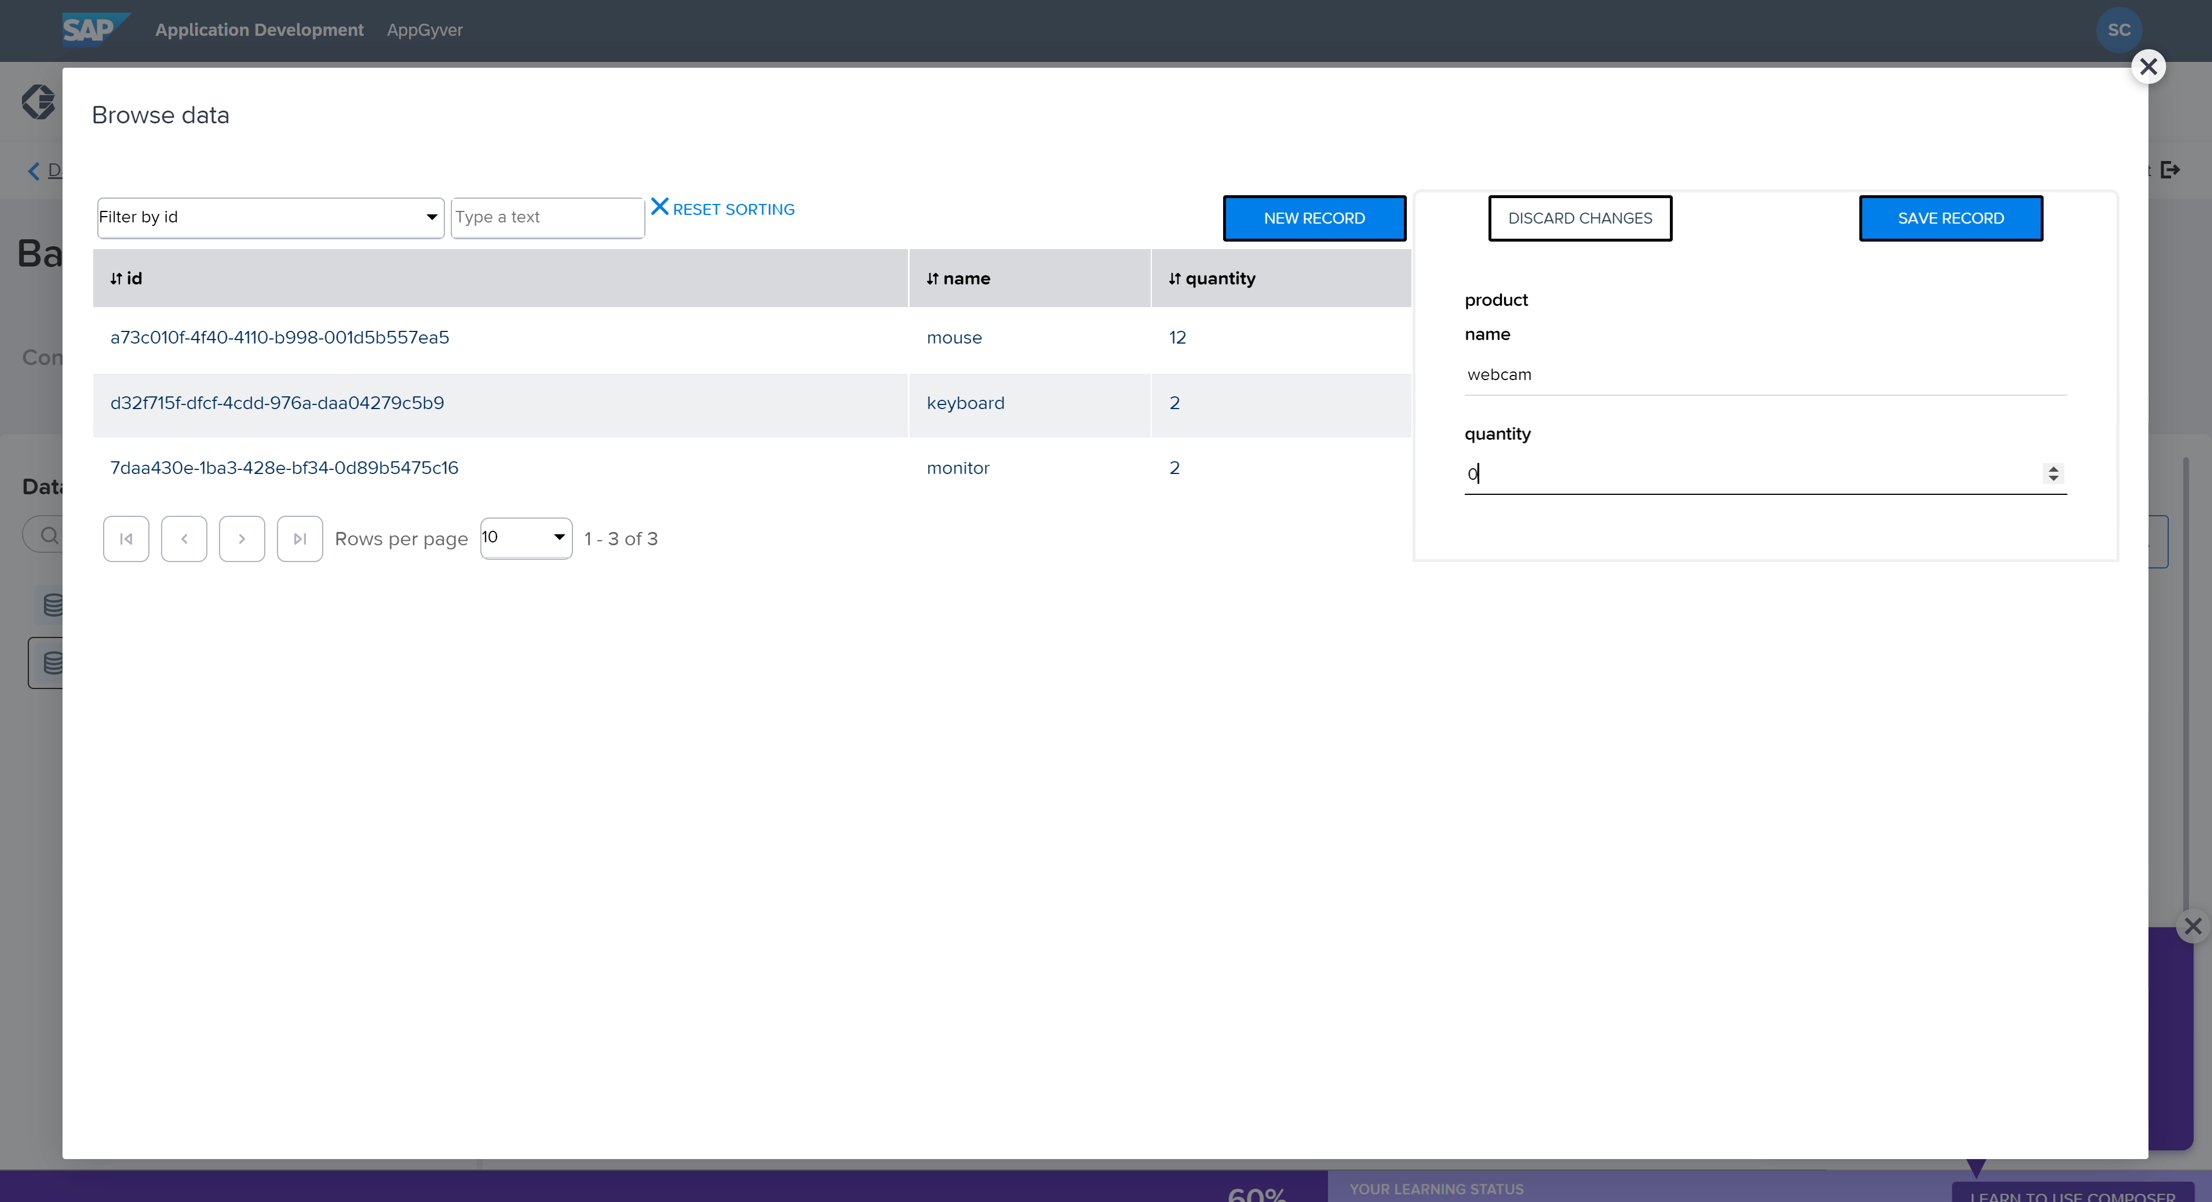 SAP Application Development AppGyver SC
Browse data
Filter by id Type a text RESET SORTING NEW RECORD DISCARD CHANGES SAVE RECORD
id name quantity
a73c010f-4f40-4110-b998-001d5b557ea5 mouse 12
d32f715f-dfcf-4cdd-976a-daa04279c5b9 keyboard 2
7daa430e-1ba3-428e-bf34-0d89b5475c16 monitor 2
Rows per page 10 1 - 3 of 3
product
name
webcam
quantity
0
Ba
Con
Data
60% YOUR LEARNING STATUS
LEARN TO USE COMPOSER